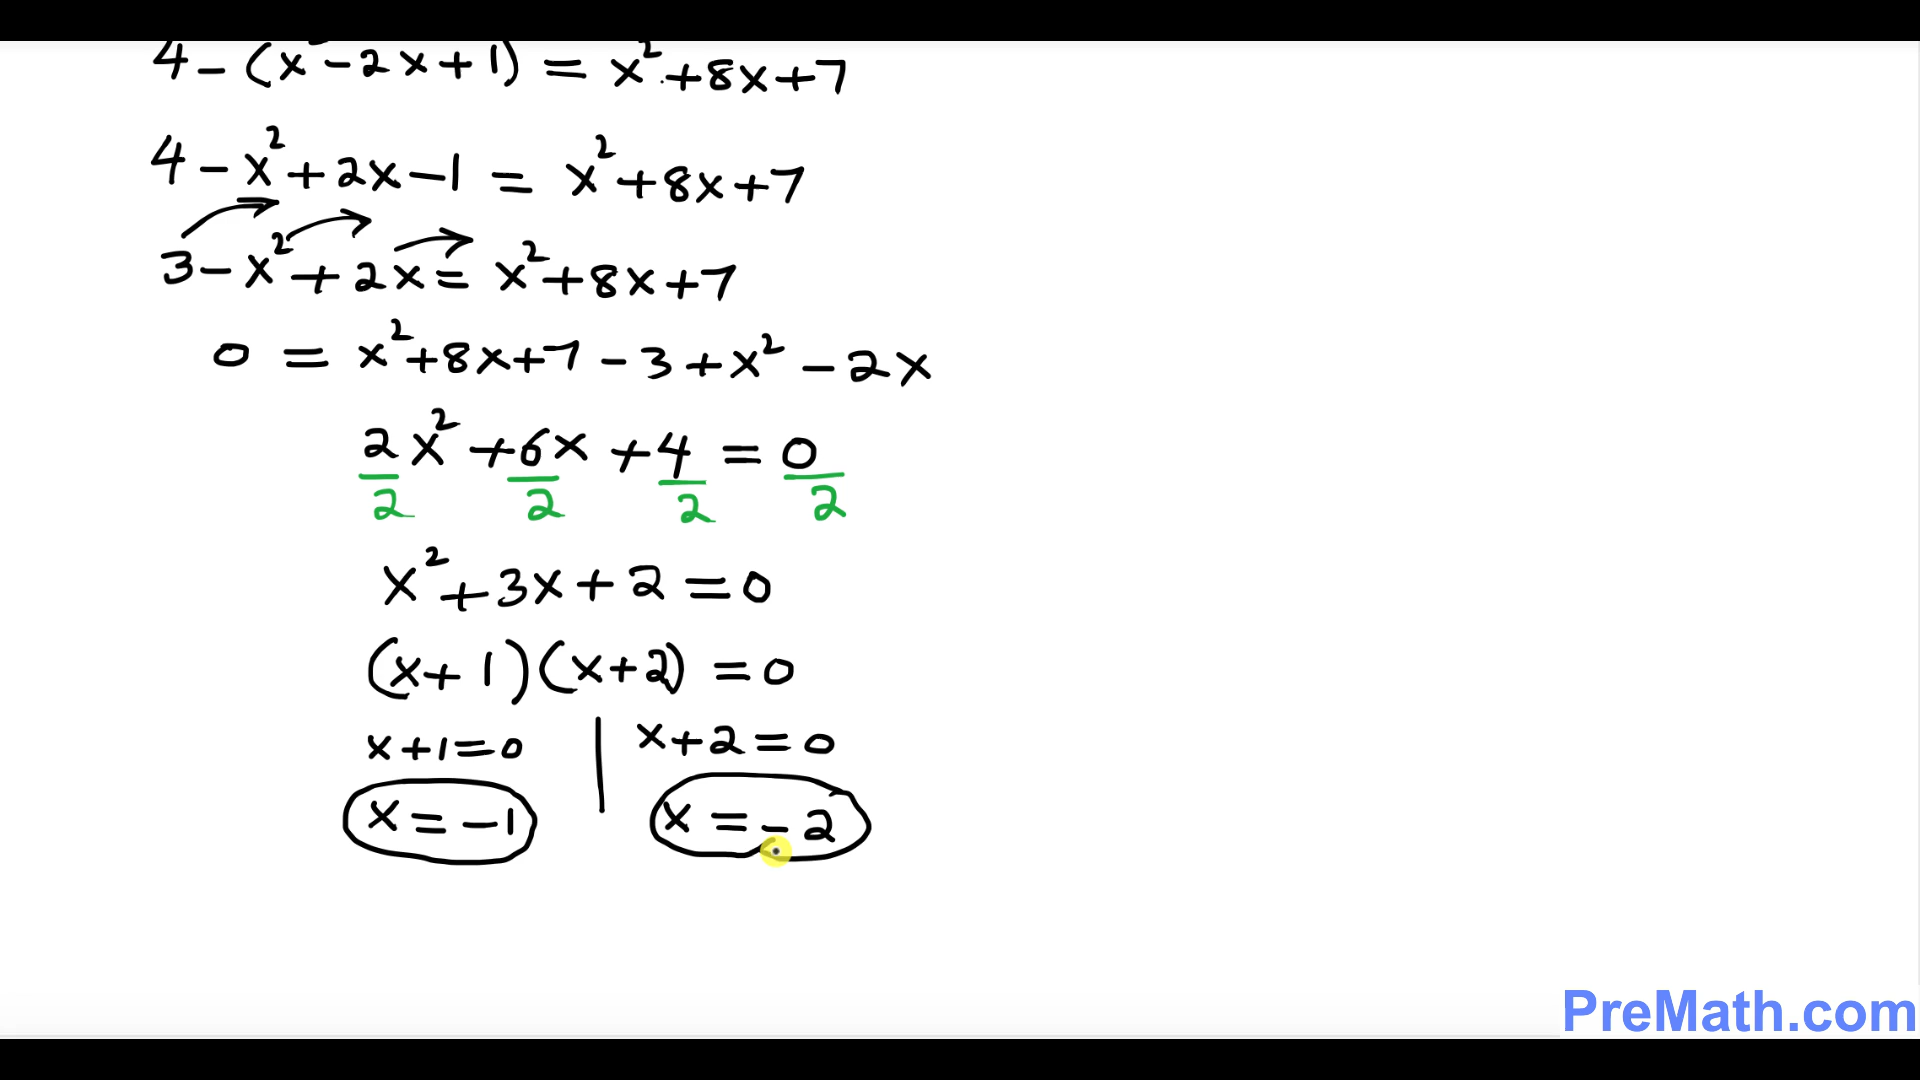 4 - (x² - 2x + 1) = x² + 8x + 7
4 - x² + 2x - 1 = x² + 8x + 7
3 - x² + 2x = x² + 8x + 7
0 = x² + 8x + 7 - 3 + x² - 2x
2x² + 6x + 4 = 0
2 2 2 2
x² + 3x + 2 = 0
(x + 1)(x + 2) = 0
x + 1 = 0 | x + 2 = 0
x = -1 x = -2
PreMath.com